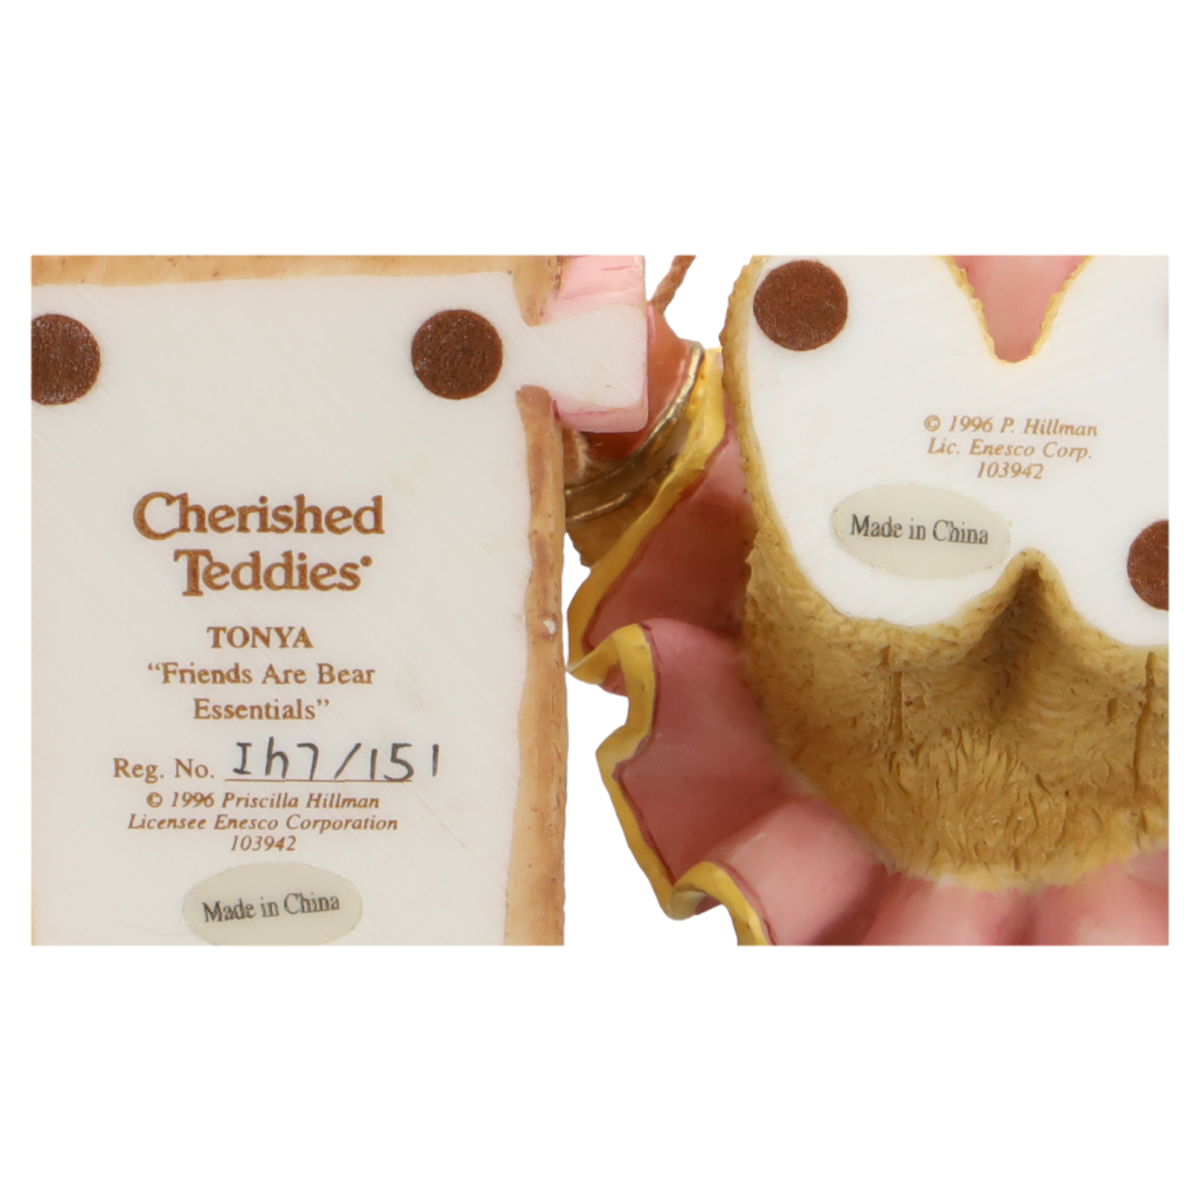 Cherished
Teddies®
TONYA
“Friends Are Bear
Essentials”
Reg. No. Ih7/151
© 1996 Priscilla Hillman
Licensee Enesco Corporation
103942
Made in China
© 1996 P. Hillman
Lic. Enesco Corp.
103942
Made in China